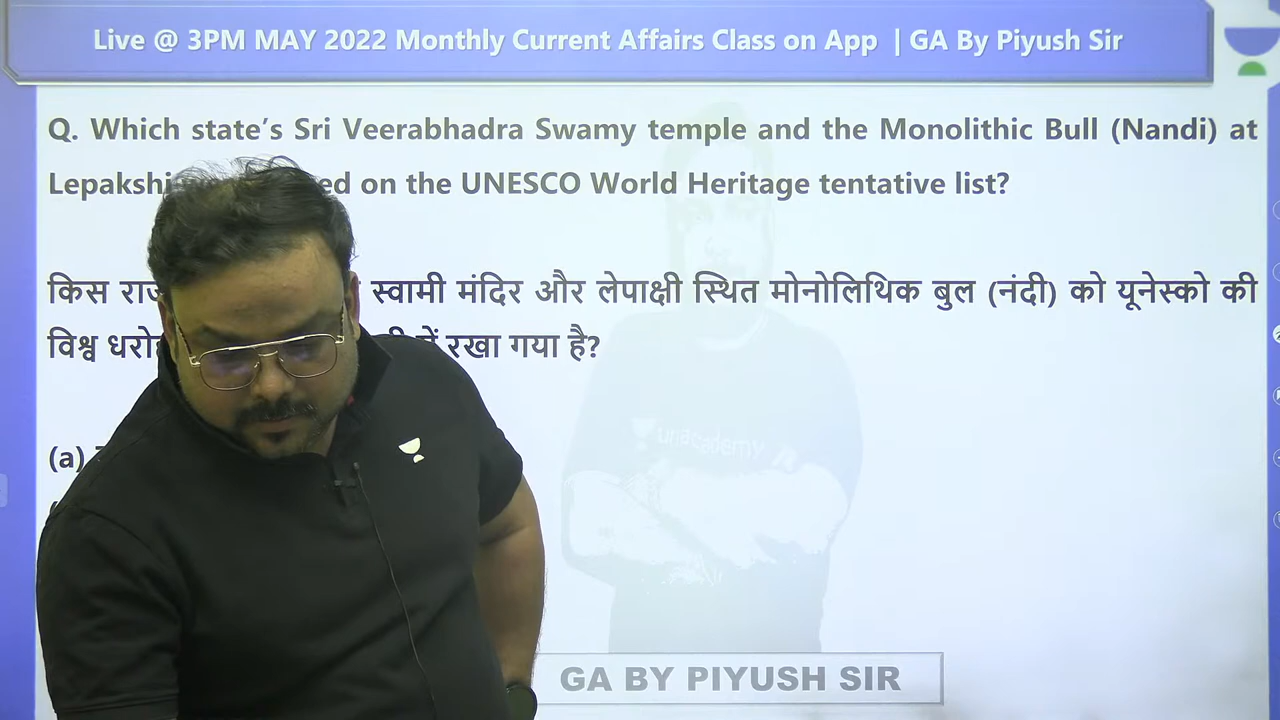 Live @ 3PM MAY 2022 Monthly Current Affairs Class on App | GA By Piyush Sir
Q. Which state's Sri Veerabhadra Swamy temple and the Monolithic Bull (Nandi) at
Lepakshi ed on the UNESCO World Heritage tentative list?
किस स्वामी मंदिर और लेपाक्षी स्थित मोनोलिथिक बुल (नंदी) को यूनेस्को की
विश्व में रखा गया है?
(a)
unacademy
GA BY PIYUSH SIR